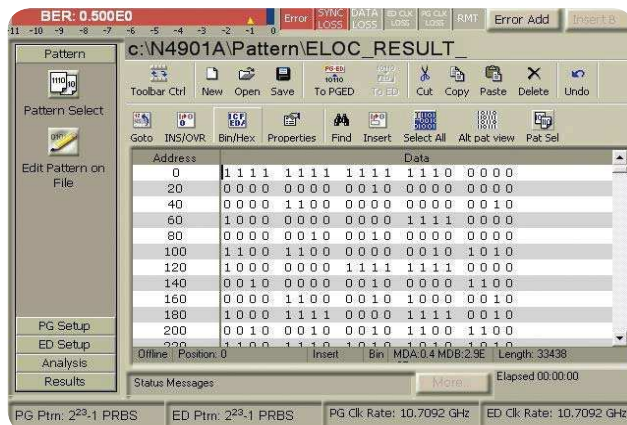 BER: 0.500E0
-11 -10 -9 -8 -7 -6 -5 -4 -3 -2 -1 0
Error
SYNC LOSS
DATA LOSS
ED CLK LOSS
PG CLK LOSS
RMT
Error Add
Insert B
Pattern
Pattern Select
Edit Pattern on
File
PG Setup
ED Setup
Analysis
Results
c:\N4901A\Pattern\ELOC_RESULT_
Toolbar Ctrl New Open Save To PGED To ED Cut Copy Paste Delete Undo
Goto INS/OVR Bin/Hex Properties Find Insert Select All Alt pat view Pat Sel
Address Data
0 1111 1111 1111 1110 0000
20 0000 0000 0010 0000 0000
40 0000 1100 0000 0000 0010
60 1000 0000 0000 1111 0000
80 0000 0010 0000 0010 0000
100 1100 1100 0000 0010 1010
120 1000 0000 1111 1111 0000
140 0010 0000 0010 0000 1100
160 0000 1100 0010 1000 0010
180 1000 1111 0000 1110 0000
200 0010 0000 0010 1100 1100
Offline Position: 0 Insert Bin MDA:0.4 MDB:2.9E Length: 33438
Status Messages
More...
Elapsed 00:00:00
PG Ptrn: 2²³-1 PRBS ED Ptrn: 2²³-1 PRBS PG Clk Rate: 10.7092 GHz ED Clk Rate: 10.7092 GHz